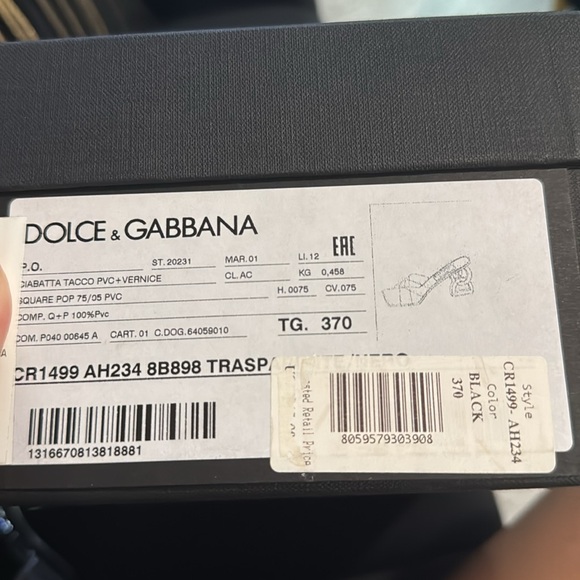 DOLCE & GABBANA
P.O. ST. 20231 MAR. 01 LI. 12 EAC
CIABATTA TACCO PVC+VERNICE CL. AC KG 0,458
SQUARE POP 75/05 PVC H. 0075 CV. 075
COMP. Q+P 100%Pvc
COM. P040 00645 A CART. 01 C.DOG. 64059010 TG. 370
CR1499 AH234 8B898
1316670813818881
8059579303908
Retail Price
Style
CR1499- AH234
Color
BLACK
370